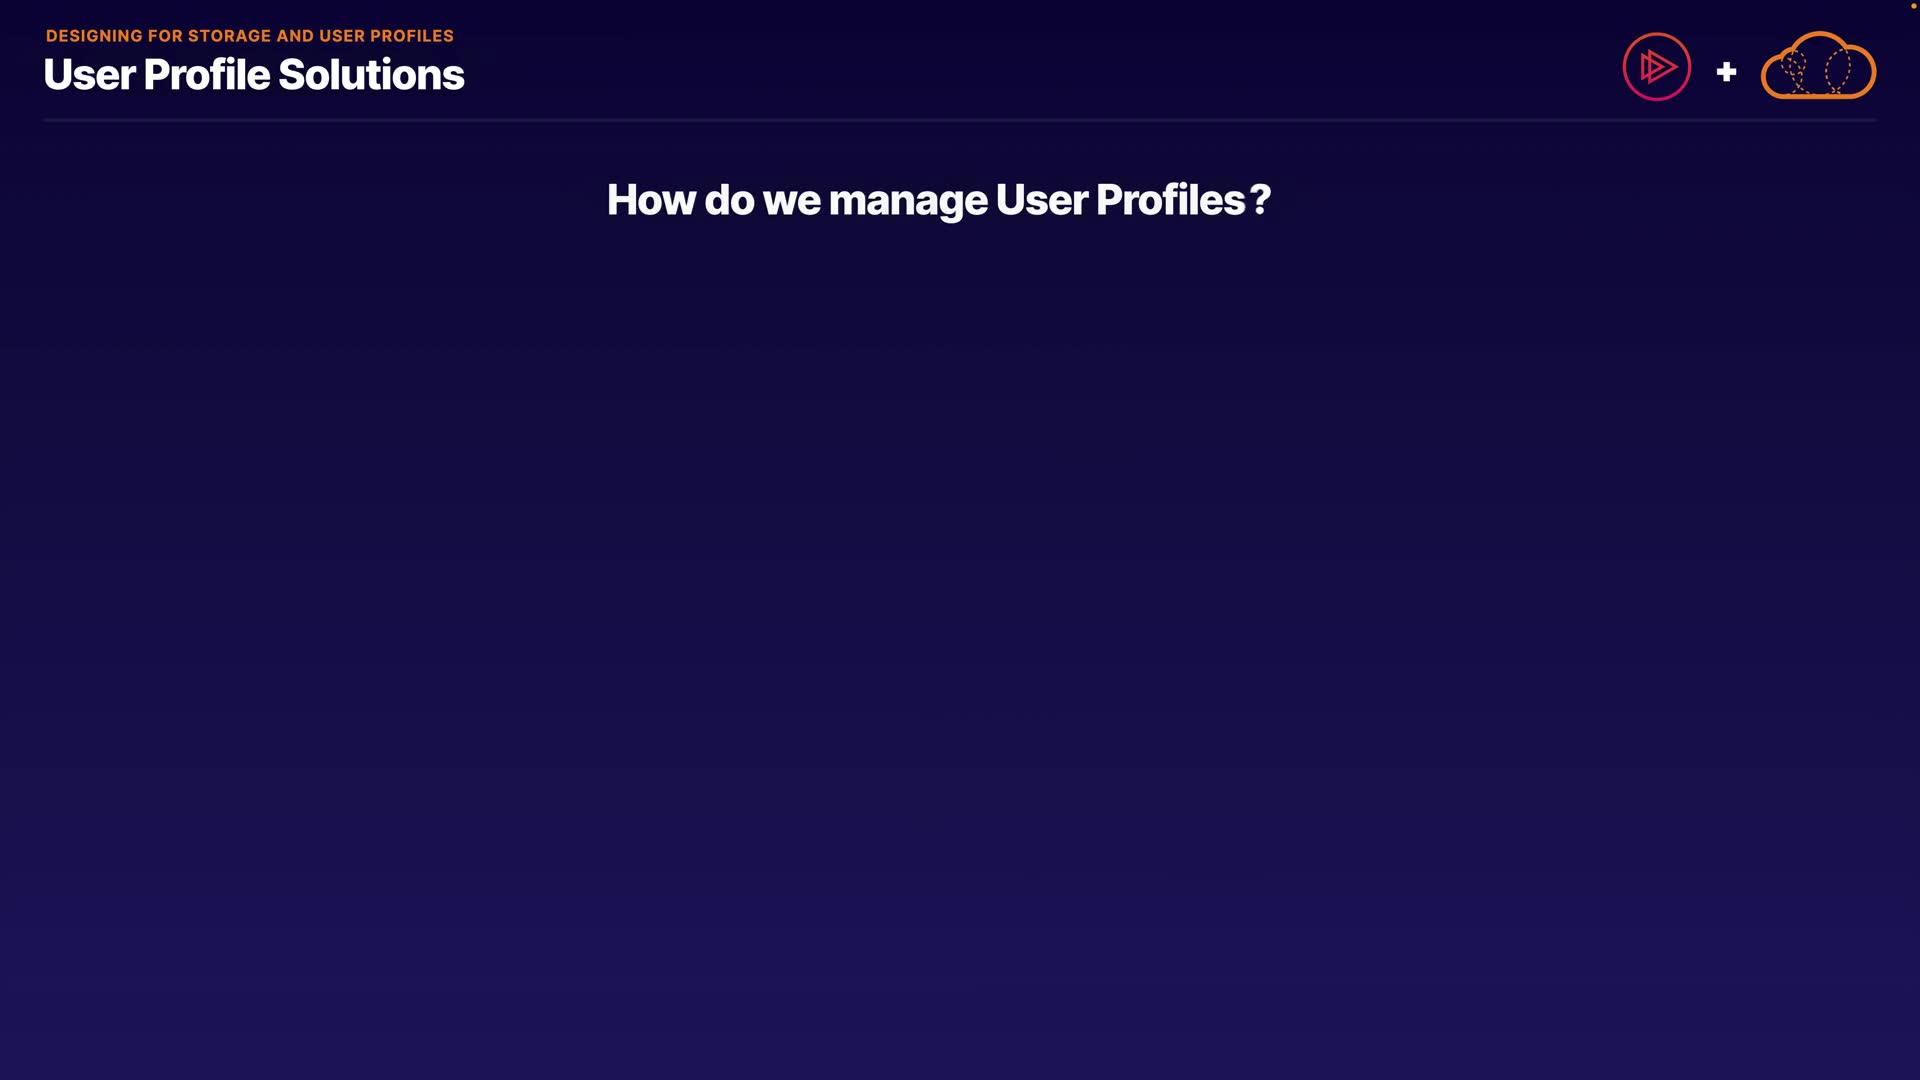 DESIGNING FOR STORAGE AND USER PROFILES
User Profile Solutions
+
How do we manage User Profiles?